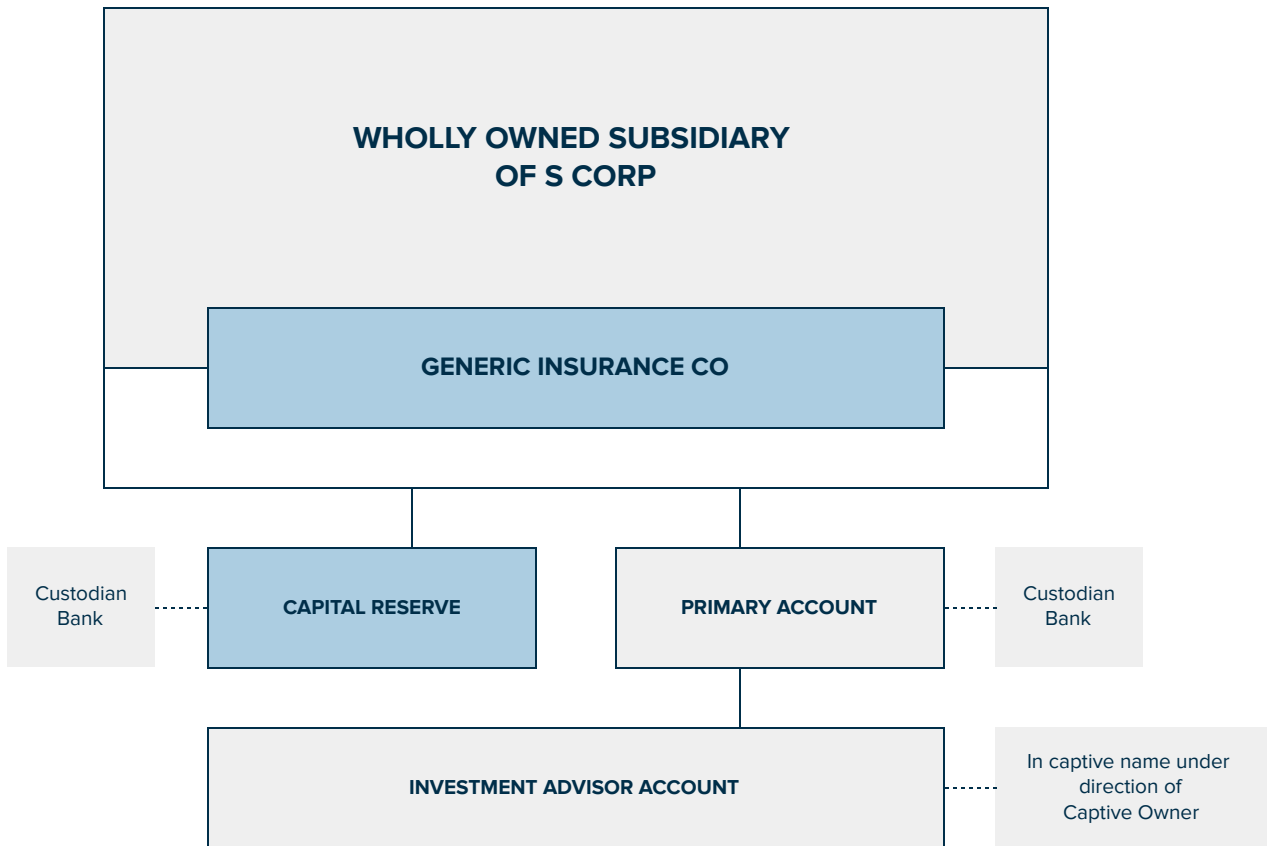 WHOLLY OWNED SUBSIDIARY
OF S CORP
GENERIC INSURANCE CO
Custodian
Bank
CAPITAL RESERVE
PRIMARY ACCOUNT
Custodian
Bank
INVESTMENT ADVISOR ACCOUNT
In captive name under
direction of
Captive Owner